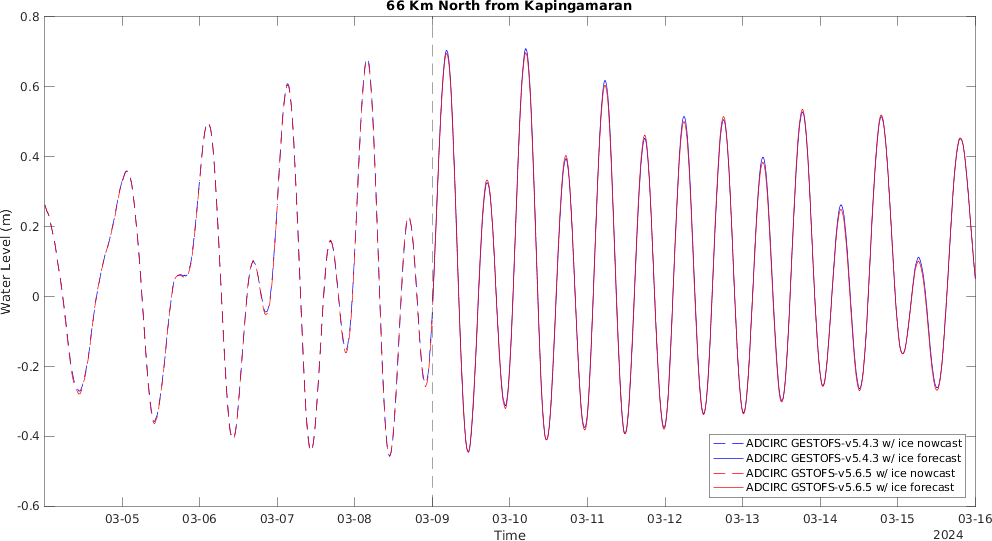 66 Km North from Kapingamaran
0.8
0.6
0.4
0.2
0
-0.2
-0.4
-0.6
Water Level (m)
ADCIRC GESTOFS-v5.4.3 w/ ice nowcast
ADCIRC GESTOFS-v5.4.3 w/ ice forecast
ADCIRC GSTOFS-v5.6.5 w/ ice nowcast
ADCIRC GSTOFS-v5.6.5 w/ ice forecast
03-05 03-06 03-07 03-08 03-09 03-10 03-11 03-12 03-13 03-14 03-15 03-16
Time
2024